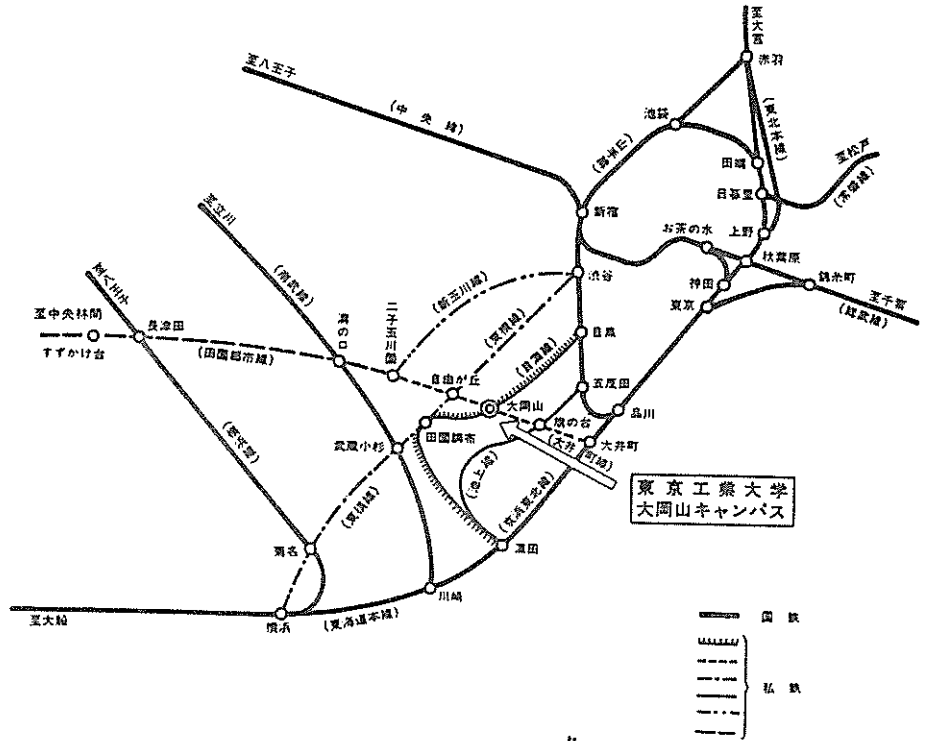 至大宮
赤羽
至八王子
(中央線)
池袋
(東北本線)
田端
至松戸
(常磐線)
日暮里
新宿
お茶の水
上野
秋葉原
至立川
(南武線)
渋谷
神田
錦糸町
至八王子
(新玉川線)
東京
至千葉
(総武線)
至中央林間
長津田
溝の口
二子玉川園
(東横線)
目黒
すずかけ台
(田園都市線)
自由が丘
(目蒲線)
五反田
大岡山
品川
田園調布
旗の台
武蔵小杉
(大井町線)
大井町
(池上線)
東京工業大学
大岡山キャンパス
(東横線)
(京浜東北線)
菊名
蒲田
川崎
至大船
横浜
(東海道本線)
国鉄
私鉄